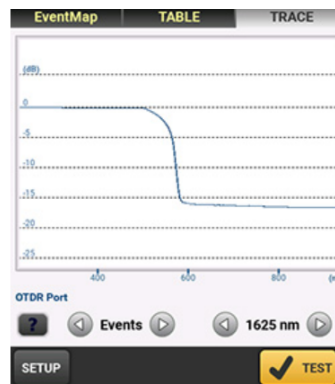 EventMap TABLE TRACE
(dB)
0
-5
-10
-15
-20
-25
400 600 800
OTDR Port
? Events 1625 nm
SETUP TEST